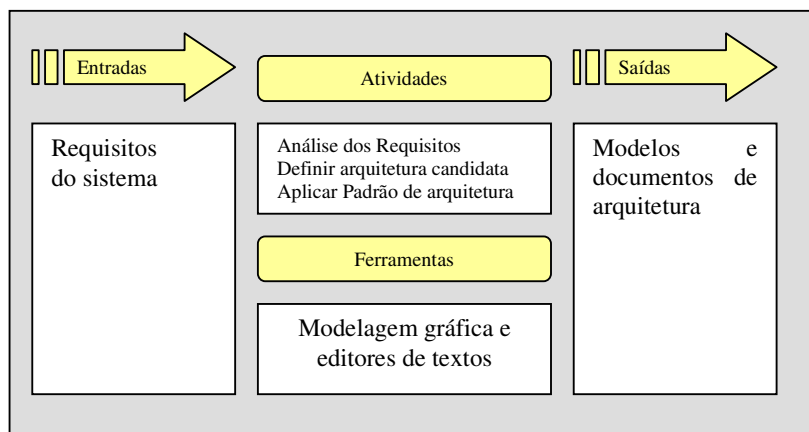 Entradas
Requisitos
do sistema
Atividades
Análise dos Requisitos
Definir arquitetura candidata
Aplicar Padrão de arquitetura
Ferramentas
Modelagem gráfica e
editores de textos
Saídas
Modelos e
documentos de
arquitetura